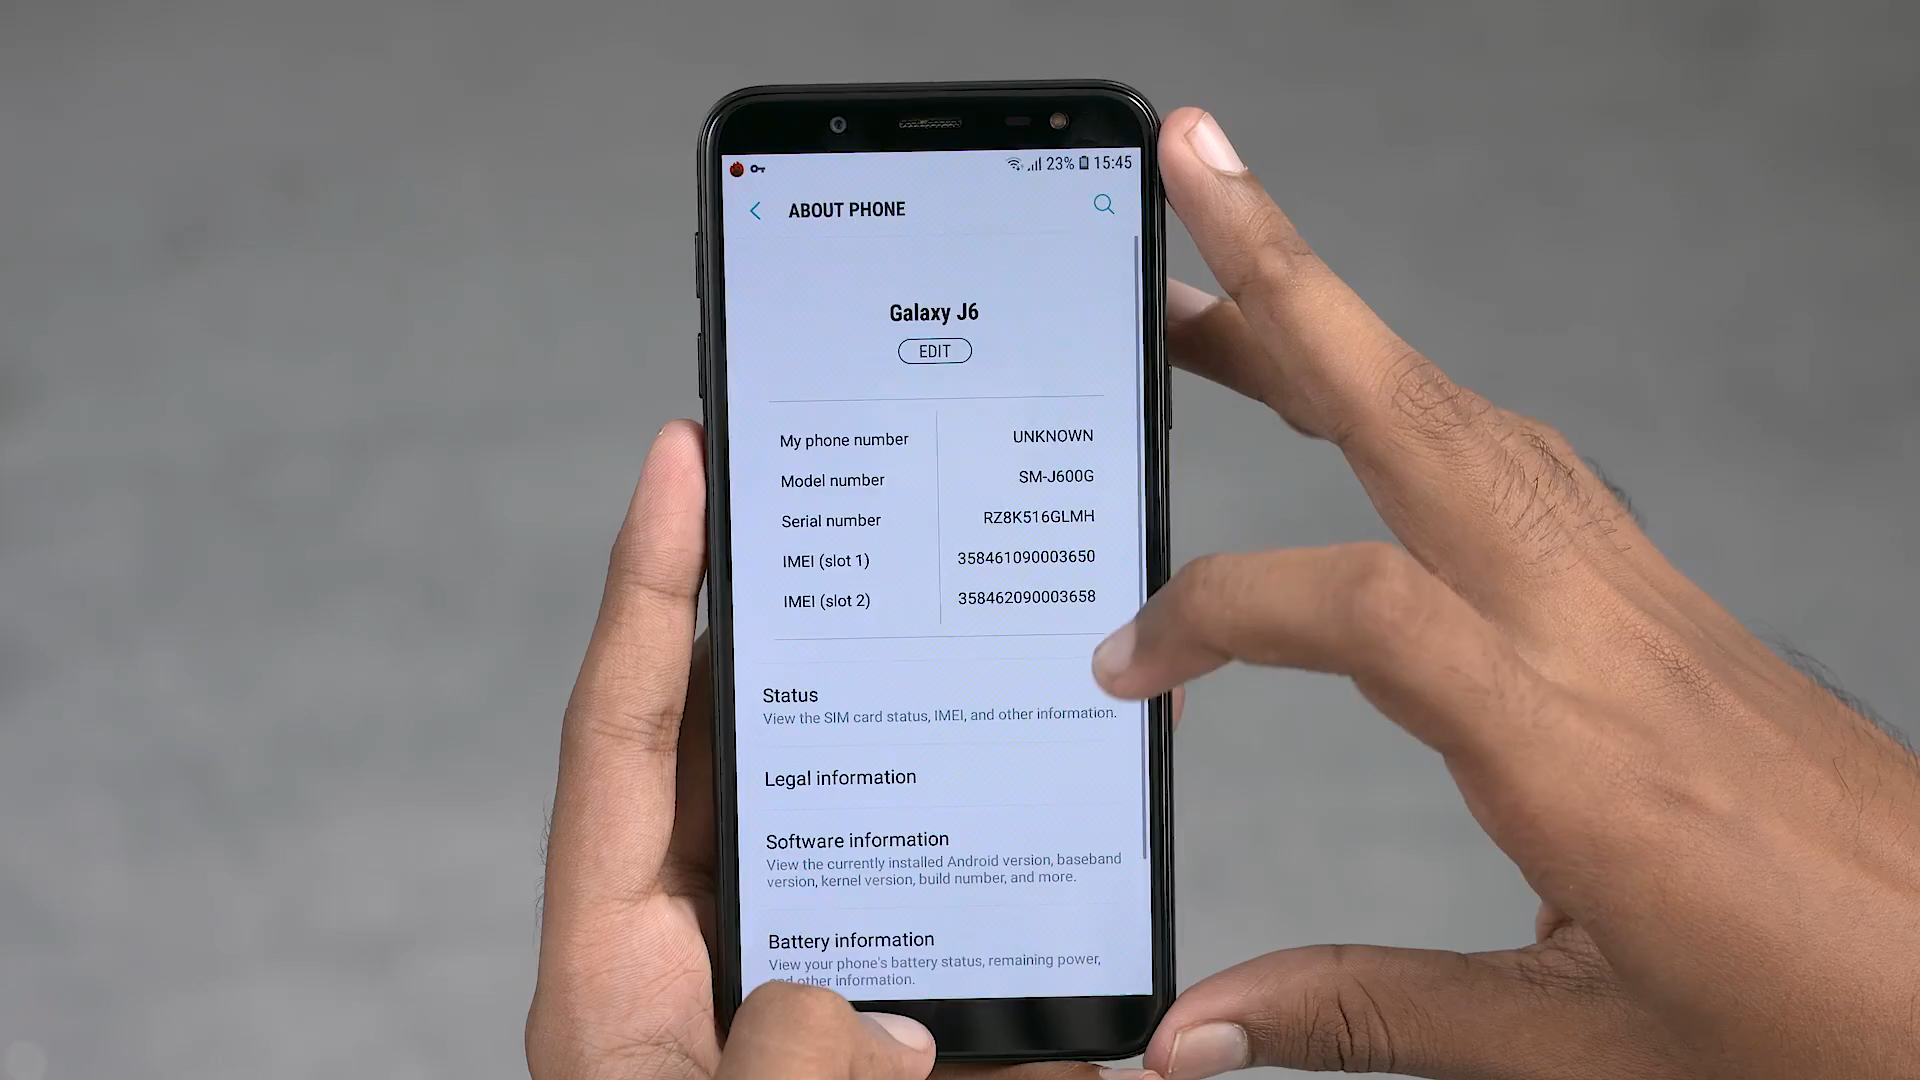 23% 15:45
ABOUT PHONE
Galaxy J6
EDIT
My phone number UNKNOWN
Model number SM-J600G
Serial number RZ8K516GLMH
IMEI (slot 1) 358461090003650
IMEI (slot 2) 358462090003658
Status
View the SIM card status, IMEI, and other information.
Legal information
Software information
View the currently installed Android version, baseband
version, kernel version, build number, and more.
Battery information
View your phone's battery status, remaining power,
and other information.